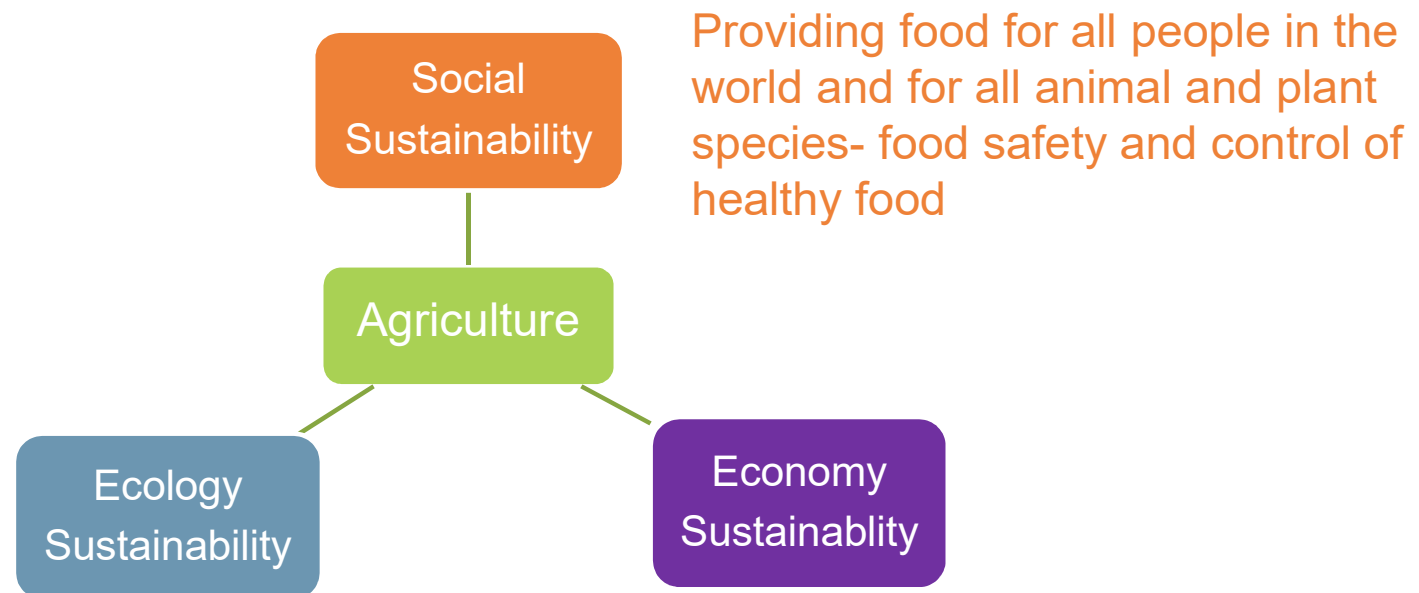 Social
Sustainability
Providing food for all people in the
world and for all animal and plant
species- food safety and control of
healthy food
Agriculture
Ecology
Sustainability
Economy
Sustainablity